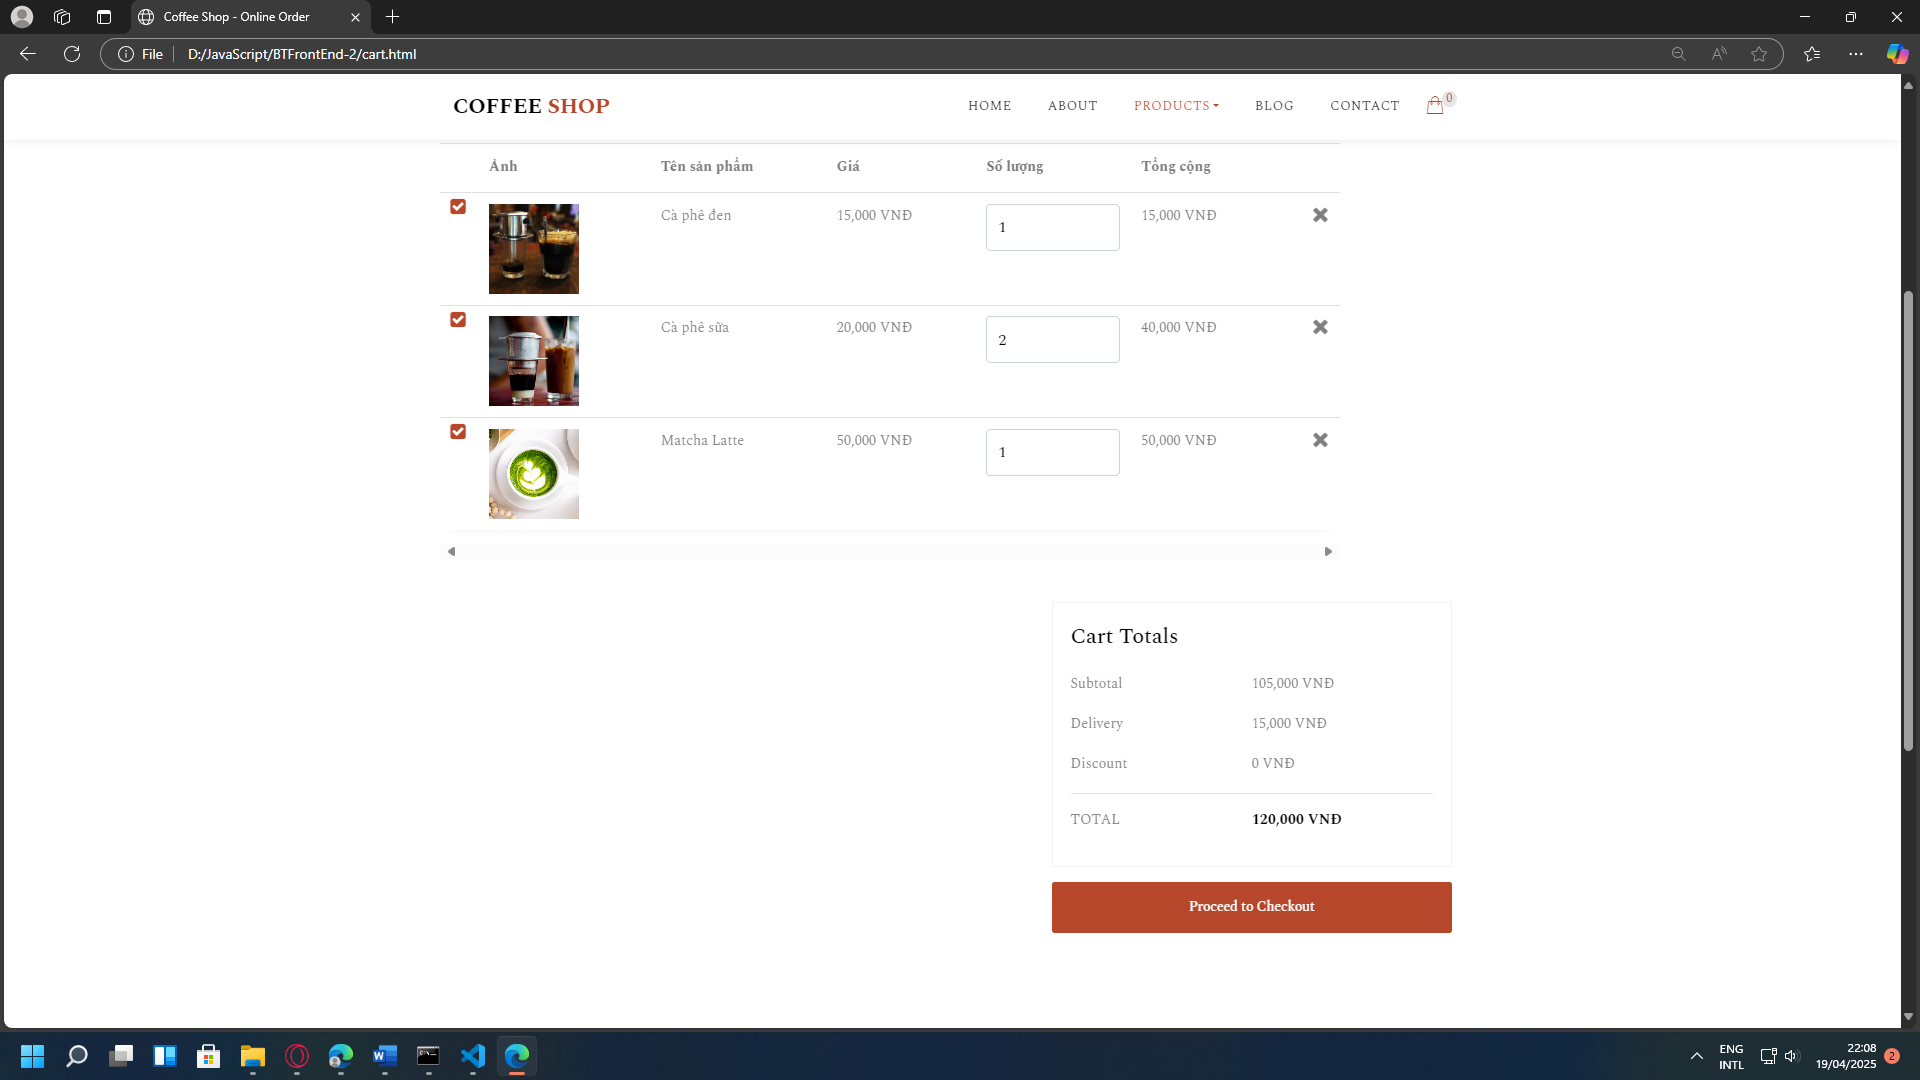 Coffee Shop - Online Order
File
D:/JavaScript/BTFrontEnd-2/cart.html
COFFEE SHOP
HOME
ABOUT
PRODUCTS
BLOG
CONTACT
0
Ảnh
Tên sản phẩm
Giá
Số lượng
Tổng cộng
Cà phê đen
15,000 VNĐ
1
15,000 VNĐ
Cà phê sữa
20,000 VNĐ
2
40,000 VNĐ
Matcha Latte
50,000 VNĐ
1
50,000 VNĐ
Cart Totals
Subtotal
105,000 VNĐ
Delivery
15,000 VNĐ
Discount
0 VNĐ
TOTAL
120,000 VNĐ
Proceed to Checkout
ENG
INTL
22:08
19/04/2025
2